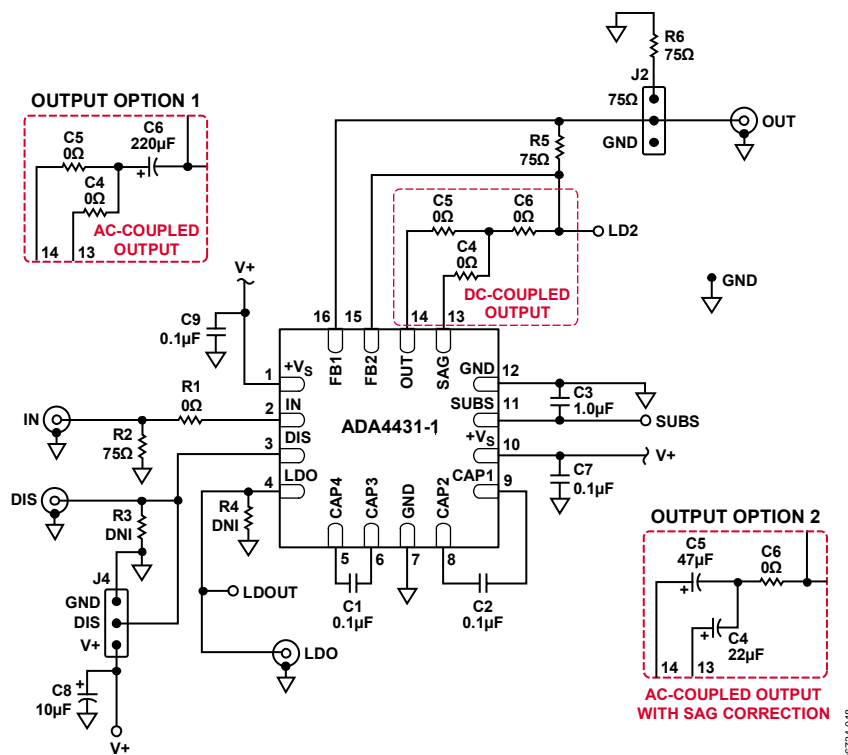 R6
75Ω
J2
75Ω
GND
OUT
OUTPUT OPTION 1
C6
220µF
C5
0Ω
C4
0Ω
+
AC-COUPLED
OUTPUT
14
13
R5
75Ω
C5
0Ω
C6
0Ω
C4
0Ω
LD2
DC-COUPLED
OUTPUT
GND
V+
C9
0.1µF
16
15
14
13
FB1
FB2
OUT
SAG
1
+VS
R1
0Ω
IN
2
IN
R2
75Ω
3
DIS
4
LDO
ADA4431-1
GND
12
SUBS
11
+VS
10
CAP1
9
C3
1.0µF
SUBS
V+
C7
0.1µF
DIS
R3
DNI
R4
DNI
CAP4
CAP3
GND
CAP2
5
6
7
8
C1
0.1µF
C2
0.1µF
J4
GND
DIS
V+
LDOUT
LDO
C8
10µF
+
V+
OUTPUT OPTION 2
C5
47µF
C6
0Ω
+
C4
22µF
+
14
13
AC-COUPLED OUTPUT
WITH SAG CORRECTION